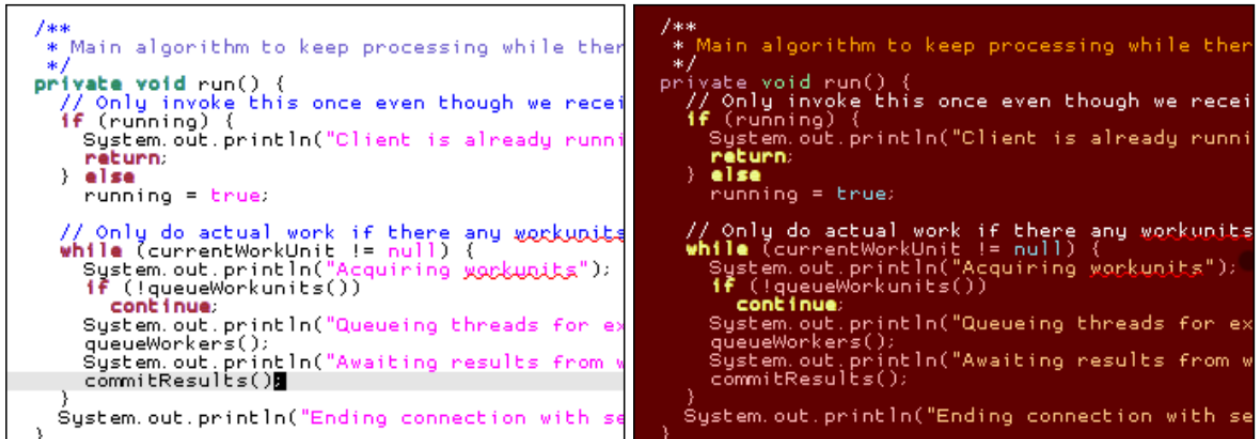 /**
 * Main algorithm to keep processing while ther
 */
private void run() {
  // Only invoke this once even though we recei
  if (running) {
    System.out.println("Client is already runni
    return;
  } else
    running = true;

  // Only do actual work if there any workunits
  while (currentWorkUnit != null) {
    System.out.println("Acquiring workunits");
    if (!queueWorkunits())
      continue;
    System.out.println("Queueing threads for ex
    queueWorkers();
    System.out.println("Awaiting results from w
    commitResults();
  }
  System.out.println("Ending connection with se
}
/**
 * Main algorithm to keep processing while ther
 */
private void run() {
  // Only invoke this once even though we recei
  if (running) {
    System.out.println("Client is already runni
    return;
  } else
    running = true;

  // Only do actual work if there any workunits
  while (currentWorkUnit != null) {
    System.out.println("Acquiring workunits");
    if (!queueWorkunits())
      continue;
    System.out.println("Queueing threads for ex
    queueWorkers();
    System.out.println("Awaiting results from w
    commitResults();
  }
  System.out.println("Ending connection with se
}